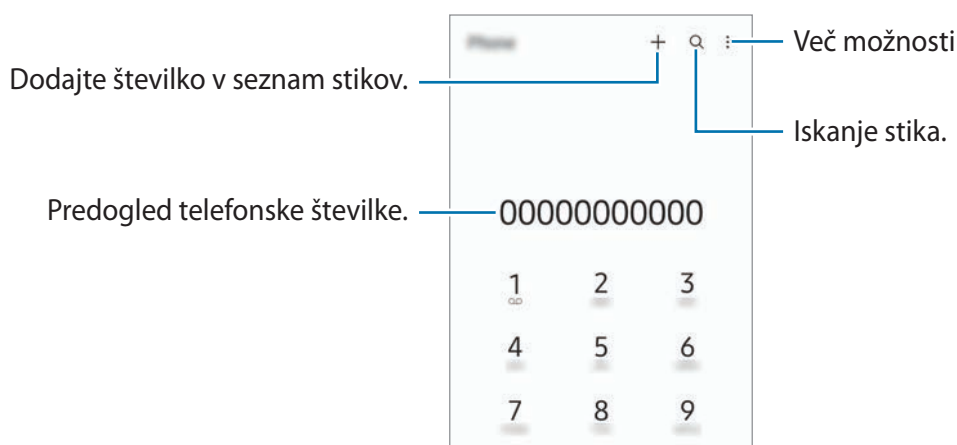 Več možnosti
Dodajte številko v seznam stikov.
Iskanje stika.
Predogled telefonske številke.
00000000000
1 2 3
4 5 6
7 8 9